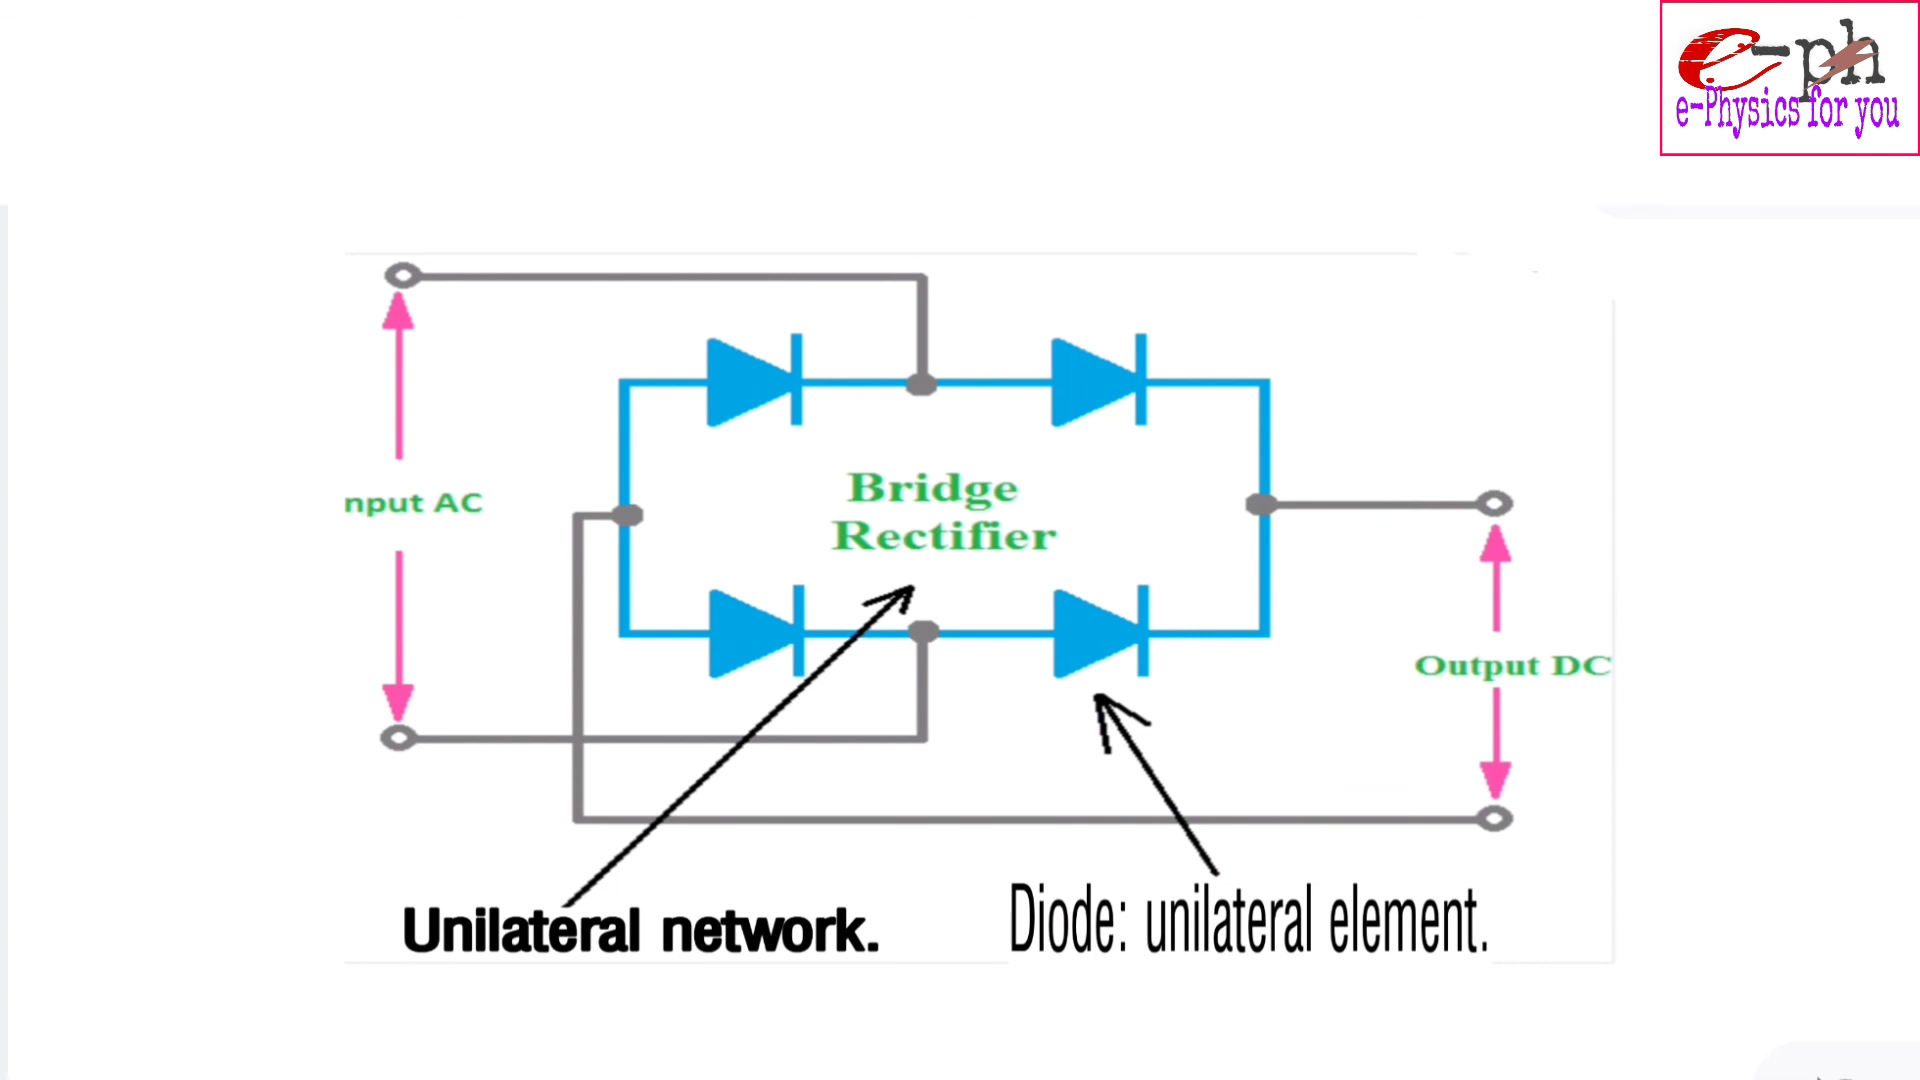 e-ph
e-Physics for you
nput AC
Bridge
Rectifier
Output DC
Unilateral network.
Diode: unilateral element.